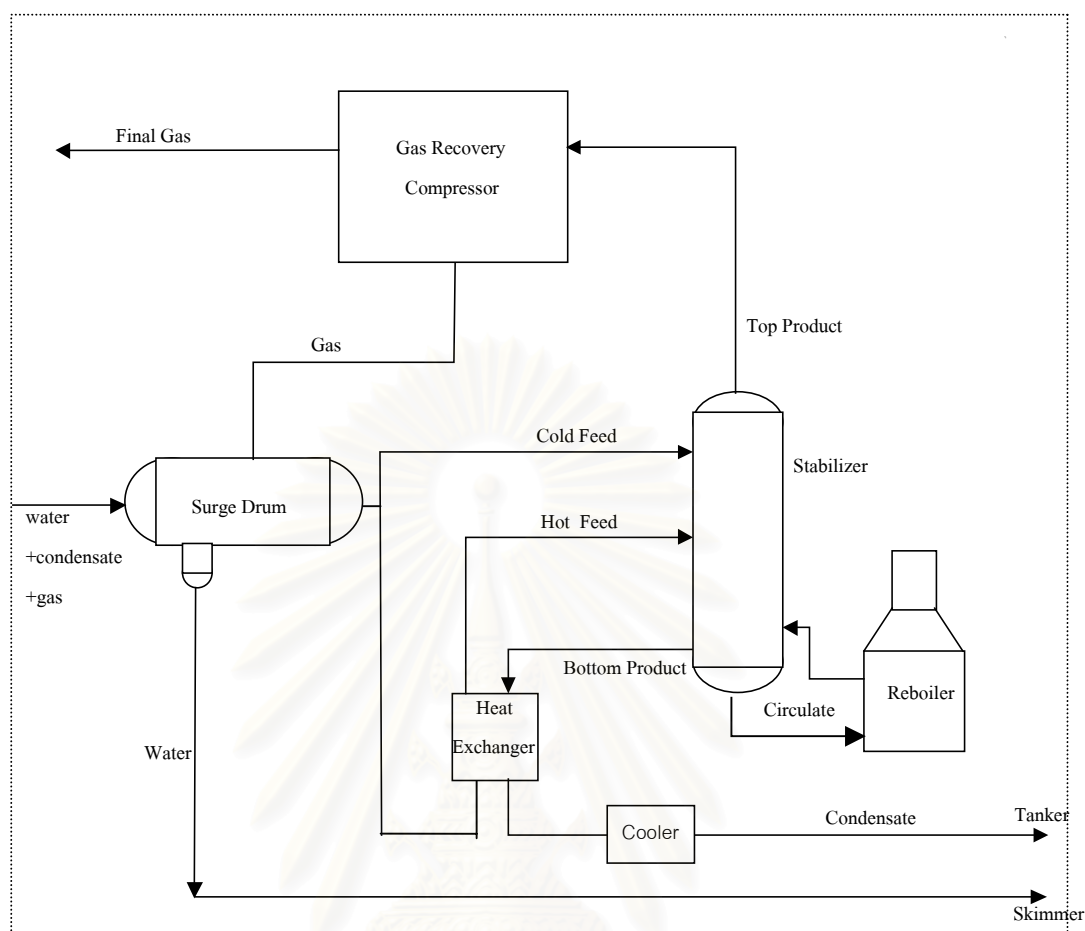 Final Gas
Gas Recovery
Compressor
Top Product
Gas
Cold Feed
Stabilizer
Surge Drum
water
+condensate
+gas
Hot Feed
Bottom Product
Reboiler
Heat
Exchanger
Circulate
Water
Cooler
Condensate
Tanker
Skimmer